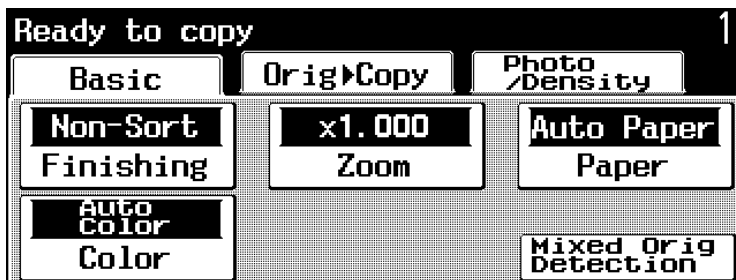 Ready to copy 1
Basic
Orig▶Copy
Photo
/Density
Non-Sort
Finishing
x1.000
Zoom
Auto Paper
Paper
Auto
Color
Color
Mixed Orig
Detection